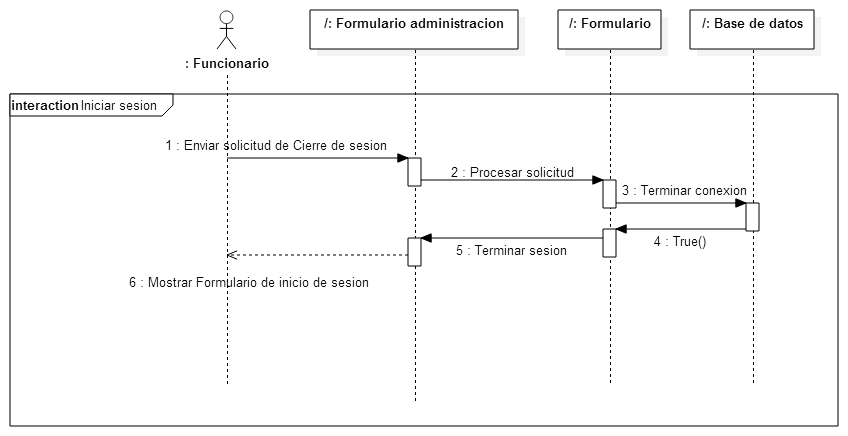 /: Formulario administracion
/: Formulario
/: Base de datos
: Funcionario
interaction Iniciar sesion
1 : Enviar solicitud de Cierre de sesion
2 : Procesar solicitud
3 : Terminar conexion
4 : True()
5 : Terminar sesion
6 : Mostrar Formulario de inicio de sesion